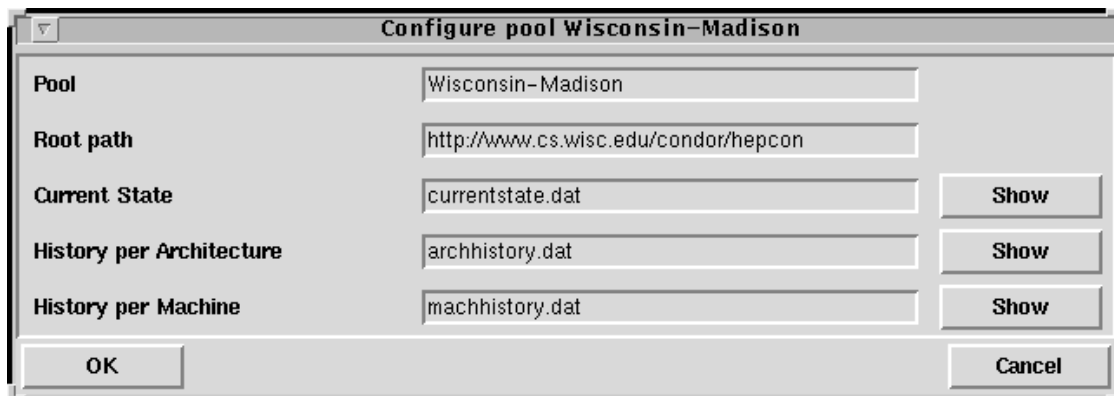 Configure pool Wisconsin-Madison
Pool Wisconsin-Madison
Root path http://www.cs.wisc.edu/condor/hepcon
Current State currentstate.dat Show
History per Architecture archhistory.dat Show
History per Machine machhistory.dat Show
OK Cancel